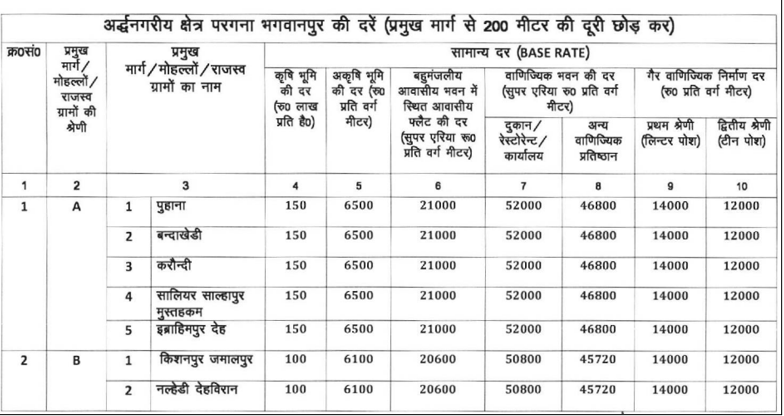 अर्द्धनगरीय क्षेत्र परगना भगवानपुर की दरें (प्रमुख मार्ग से 200 मीटर की दूरी छोड़ कर)
क्र0सं0 प्रमुख मार्ग/मोहल्लों/राजस्व ग्रामों की श्रेणी प्रमुख मार्ग/मोहल्लों/राजस्व ग्रामों का नाम सामान्य दर (BASE RATE)
कृषि भूमि की दर (रु0 लाख प्रति है0) अकृषि भूमि की दर (रु0 प्रति वर्ग मीटर) बहुमंजलीय आवासीय भवन में स्थित आवासीय फ्लैट की दर (सुपर एरिया रू0 प्रति वर्ग मीटर) वाणिज्यिक भवन की दर (सुपर एरिया रु0 प्रति वर्ग मीटर) गैर वाणिज्यिक निर्माण दर (रु0 प्रति वर्ग मीटर)
दुकान/रेस्टोरेन्ट/कार्यालय अन्य वाणिज्यिक प्रतिष्ठान प्रथम श्रेणी (लिन्टर पोश) द्वितीय श्रेणी (टीन पोश)
1 2 3 4 5 6 7 8 9 10
1 A 1 पुहाना 150 6500 21000 52000 46800 14000 12000
2 बन्दाखेडी 150 6500 21000 52000 46800 14000 12000
3 करौन्दी 150 6500 21000 52000 46800 14000 12000
4 सालियर साल्हापुर मुस्तहकम 150 6500 21000 52000 46800 14000 12000
5 इब्राहिमपुर देह 150 6500 21000 52000 46800 14000 12000
2 B 1 किशनपुर जमालपुर 100 6100 20600 50800 45720 14000 12000
2 नल्हेडी देहविरान 100 6100 20600 50800 45720 14000 12000